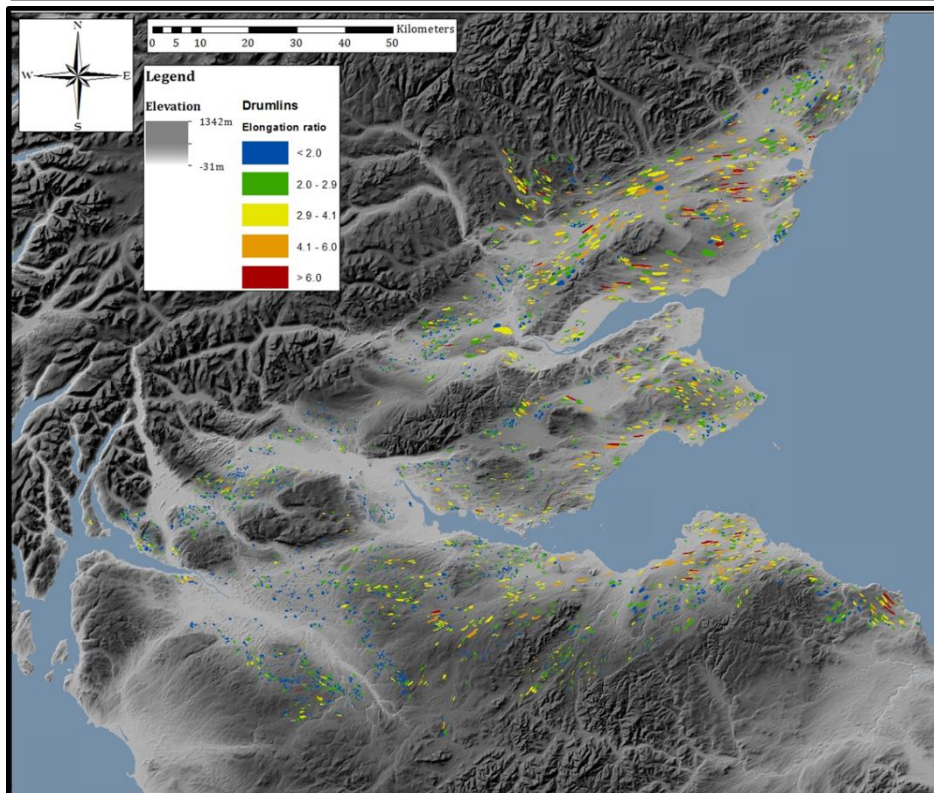 N
W E
S
0 5 10 20 30 40 50 Kilometers
Legend
Elevation
1342m
-31m
Drumlins
Elongation ratio
< 2.0
2.0 - 2.9
2.9 - 4.1
4.1 - 6.0
> 6.0